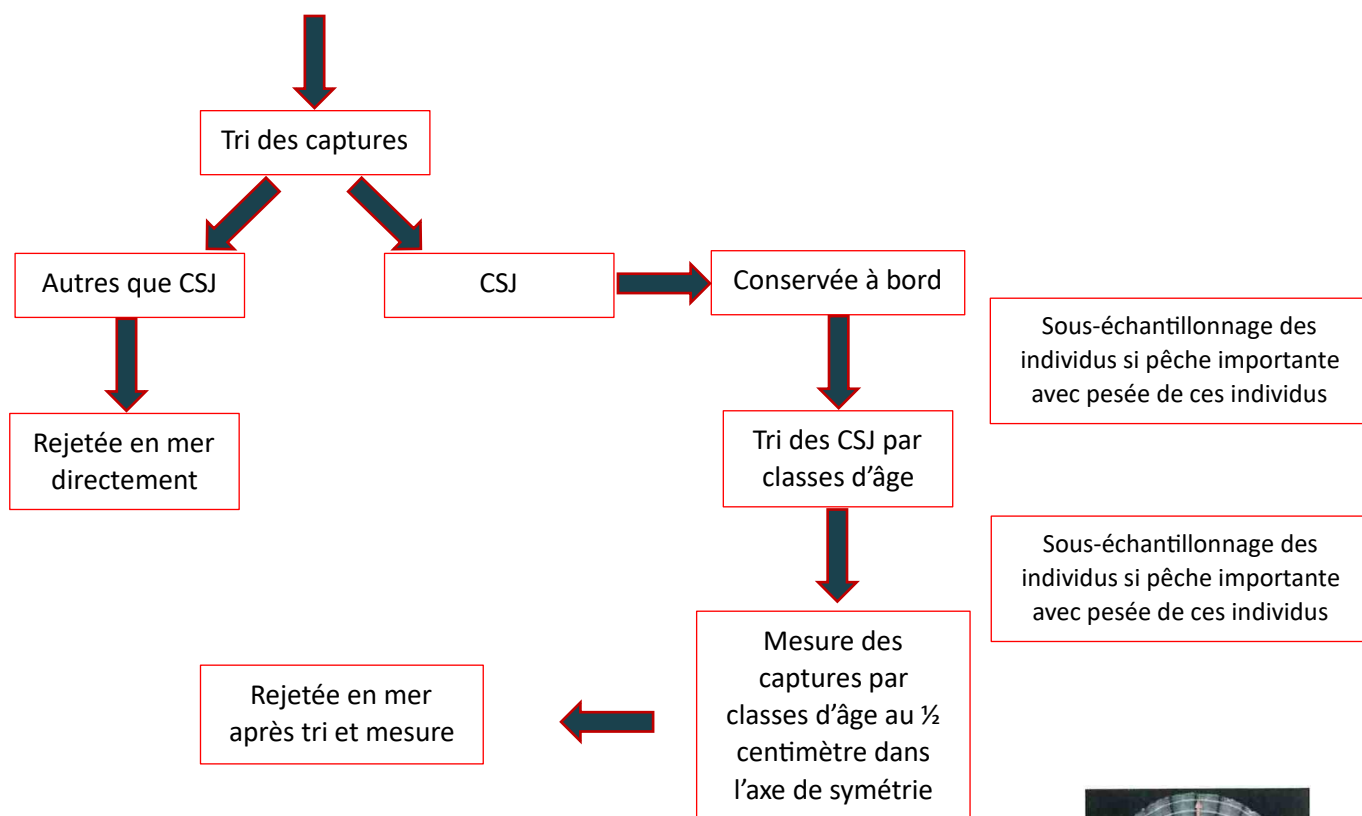 Tri des captures
Autres que CSJ
CSJ
Conservée à bord
Sous-échantillonnage des
individus si pêche importante
avec pesée de ces individus
Rejetée en mer
directement
Tri des CSJ par
classes d’âge
Sous-échantillonnage des
individus si pêche importante
avec pesée de ces individus
Mesure des
captures par
classes d’âge au ½
centimètre dans
l’axe de symétrie
Rejetée en mer
après tri et mesure